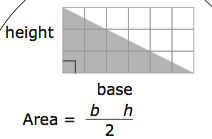 height
base
Area = b h
2